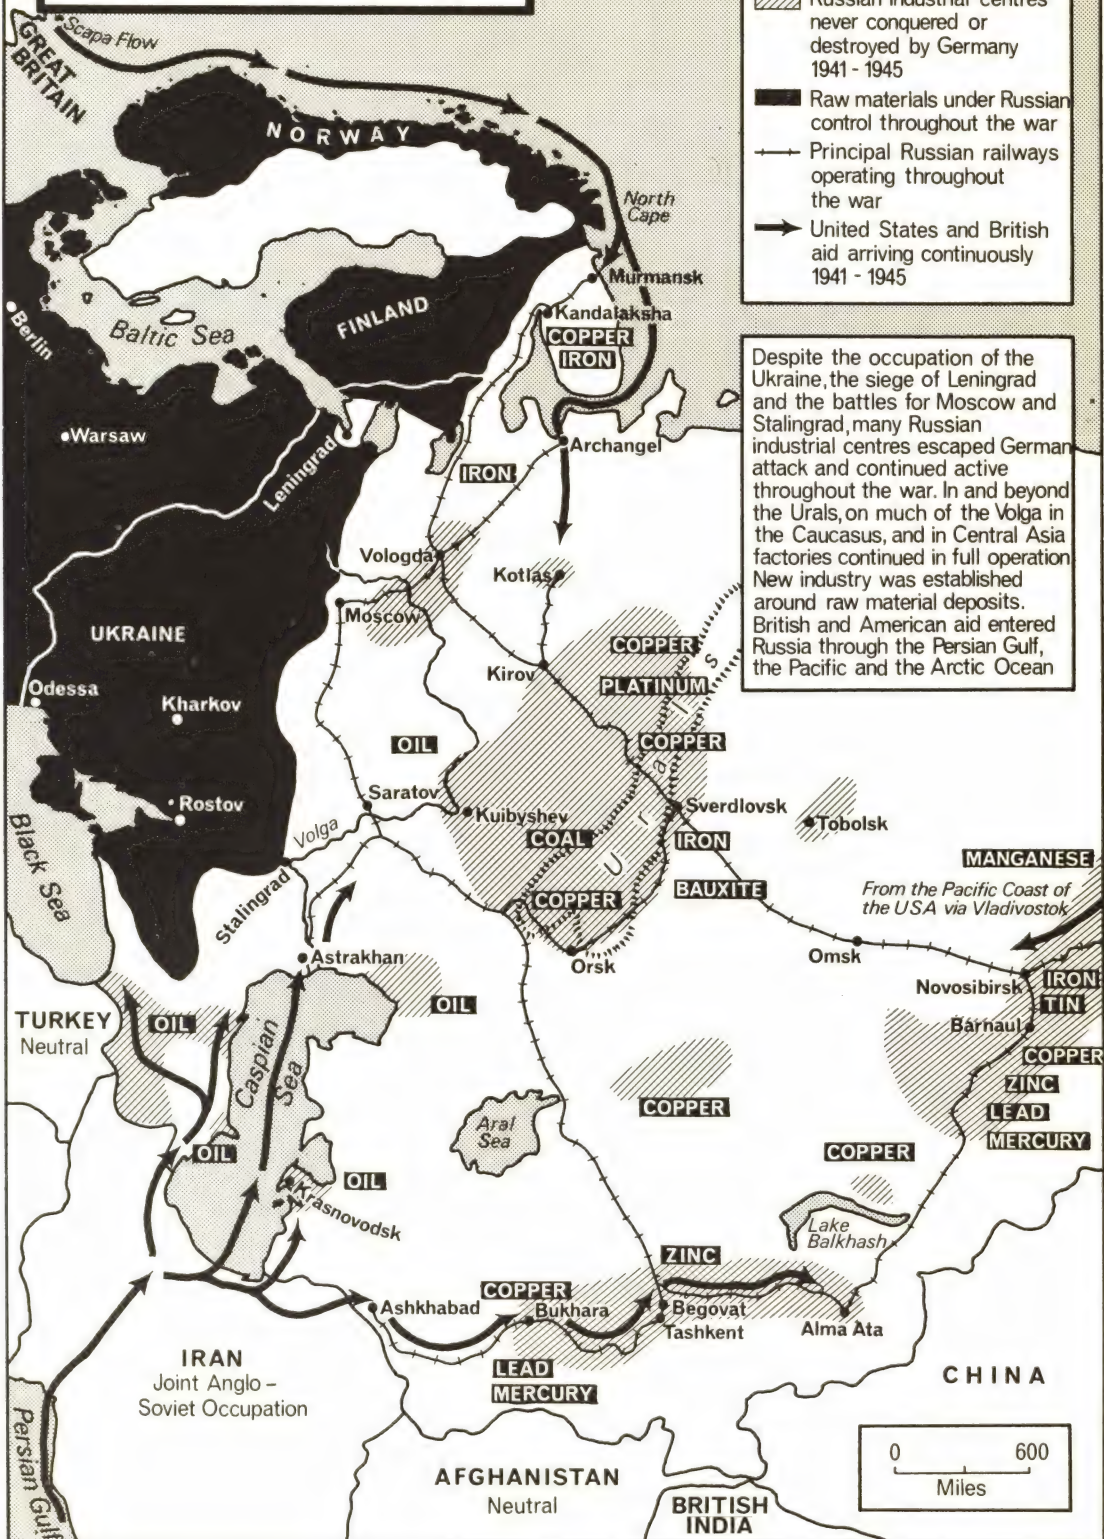 Russian industrial centres
never conquered or
destroyed by Germany
1941 - 1945
Raw materials under Russian
control throughout the war
Principal Russian railways
operating throughout
the war
United States and British
aid arriving continuously
1941 - 1945
Despite the occupation of the
Ukraine, the siege of Leningrad
and the battles for Moscow and
Stalingrad, many Russian
industrial centres escaped German
attack and continued active
throughout the war. In and beyond
the Urals, on much of the Volga in
the Caucasus, and in Central Asia
factories continued in full operation
New industry was established
around raw material deposits.
British and American aid entered
Russia through the Persian Gulf,
the Pacific and the Arctic Ocean
Scapa Flow
GREAT
BRITAIN
NORWAY
North
Cape
Murmansk
Kandalaksha
COPPER
IRON
FINLAND
Baltic Sea
Berlin
Warsaw
Leningrad
Archangel
IRON
Vologda
Kotlas
Moscow
UKRAINE
COPPER
Kirov
PLATINUM
Odessa
Kharkov
OIL
COPPER
Urals
Saratov
Kuibyshev
Sverdlovsk
Tobolsk
Rostov
Volga
COAL
IRON
Black Sea
MANGANESE
BAUXITE
From the Pacific Coast of
the USA via Vladivostok
Stalingrad
COPPER
Astrakhan
Orsk
Omsk
Novosibirsk
IRON
TIN
OIL
OIL
TURKEY
Neutral
Barnaul
Caspian
Sea
COPPER
ZINC
LEAD
MERCURY
COPPER
Aral
Sea
OIL
OIL
COPPER
Krasnovodsk
Lake
Balkhash
ZINC
COPPER
Ashkhabad
Bukhara
Begovat
Tashkent
Alma Ata
IRAN
Joint Anglo -
Soviet Occupation
LEAD
MERCURY
CHINA
Persian Gulf
0 600
Miles
AFGHANISTAN
Neutral
BRITISH
INDIA